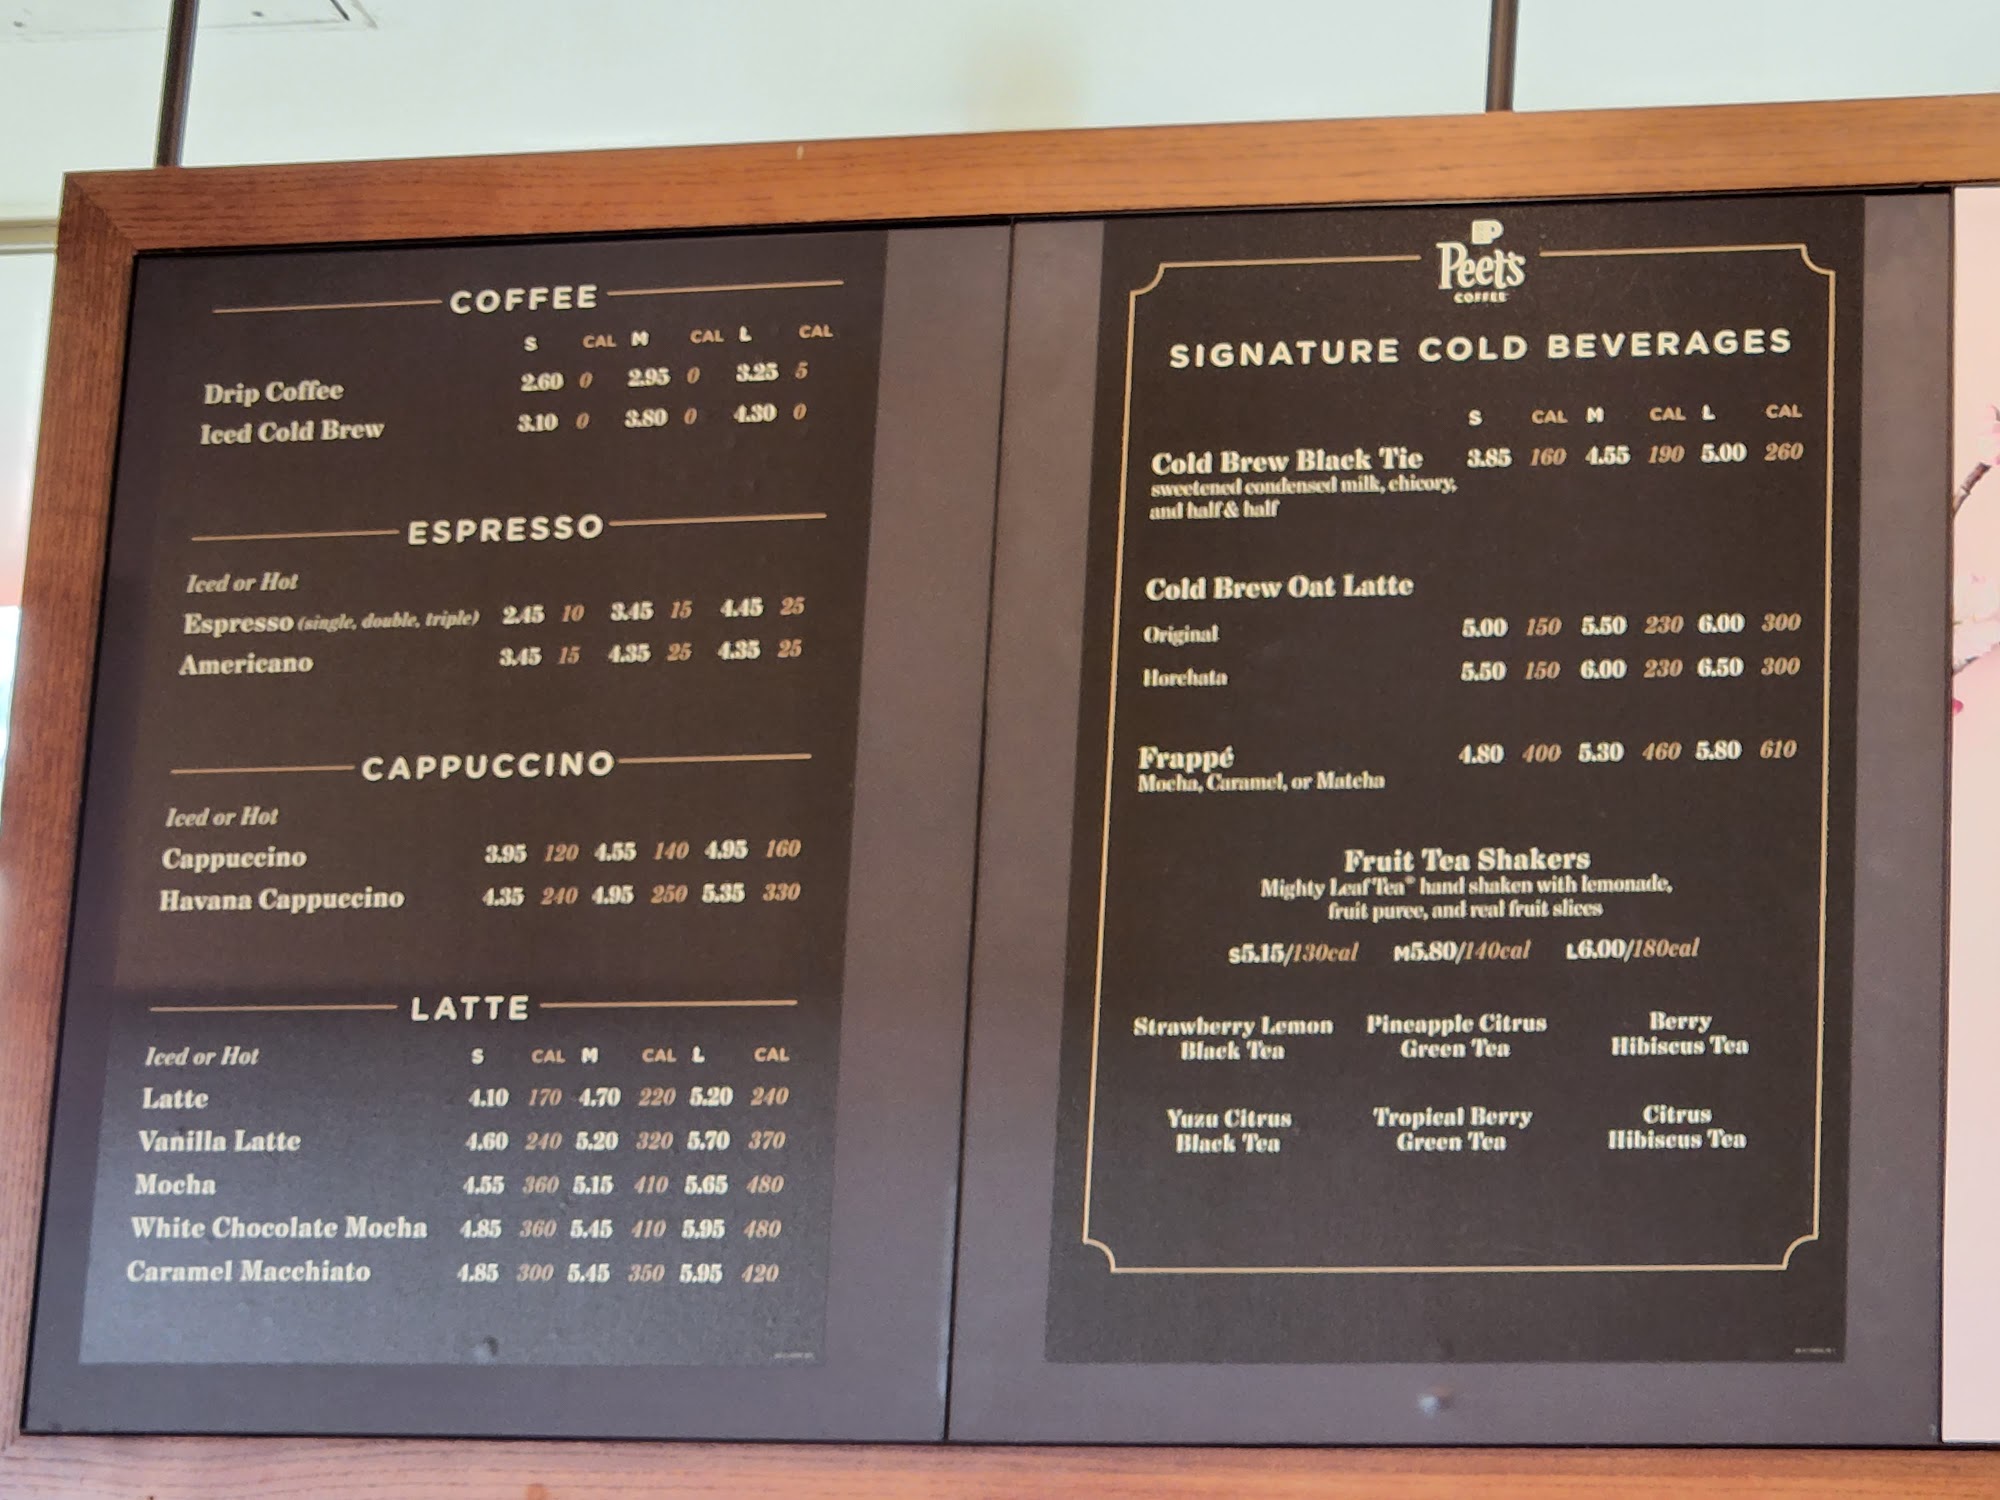 COFFEE
S CAL M CAL L CAL
Drip Coffee 2.60 0 2.95 0 3.25 5
Iced Cold Brew 3.10 0 3.80 0 4.30 0
ESPRESSO
Iced or Hot
Espresso (single, double, triple) 2.45 10 3.45 15 4.45 25
Americano 3.45 15 4.35 25 4.35 25
CAPPUCCINO
Iced or Hot
Cappuccino 3.95 120 4.55 140 4.95 160
Havana Cappuccino 4.35 240 4.95 250 5.35 330
LATTE
Iced or Hot S CAL M CAL L CAL
Latte 4.10 170 4.70 220 5.20 240
Vanilla Latte 4.60 240 5.20 320 5.70 370
Mocha 4.55 360 5.15 410 5.65 480
White Chocolate Mocha 4.85 360 5.45 410 5.95 480
Caramel Macchiato 4.85 300 5.45 350 5.95 420
Peet's
COFFEE
SIGNATURE COLD BEVERAGES
S CAL M CAL L CAL
Cold Brew Black Tie 3.85 160 4.55 190 5.00 260
sweetened condensed milk, chicory,
and half & half
Cold Brew Oat Latte
Original 5.00 150 5.50 230 6.00 300
Horchata 5.50 150 6.00 230 6.50 300
Frappé 4.80 400 5.30 460 5.80 610
Mocha, Caramel, or Matcha
Fruit Tea Shakers
Mighty Leaf Tea® hand shaken with lemonade,
fruit puree, and real fruit slices
S5.15/130cal M5.80/140cal L6.00/180cal
Strawberry Lemon Pineapple Citrus Berry
Black Tea Green Tea Hibiscus Tea
Yuzu Citrus Tropical Berry Citrus
Black Tea Green Tea Hibiscus Tea